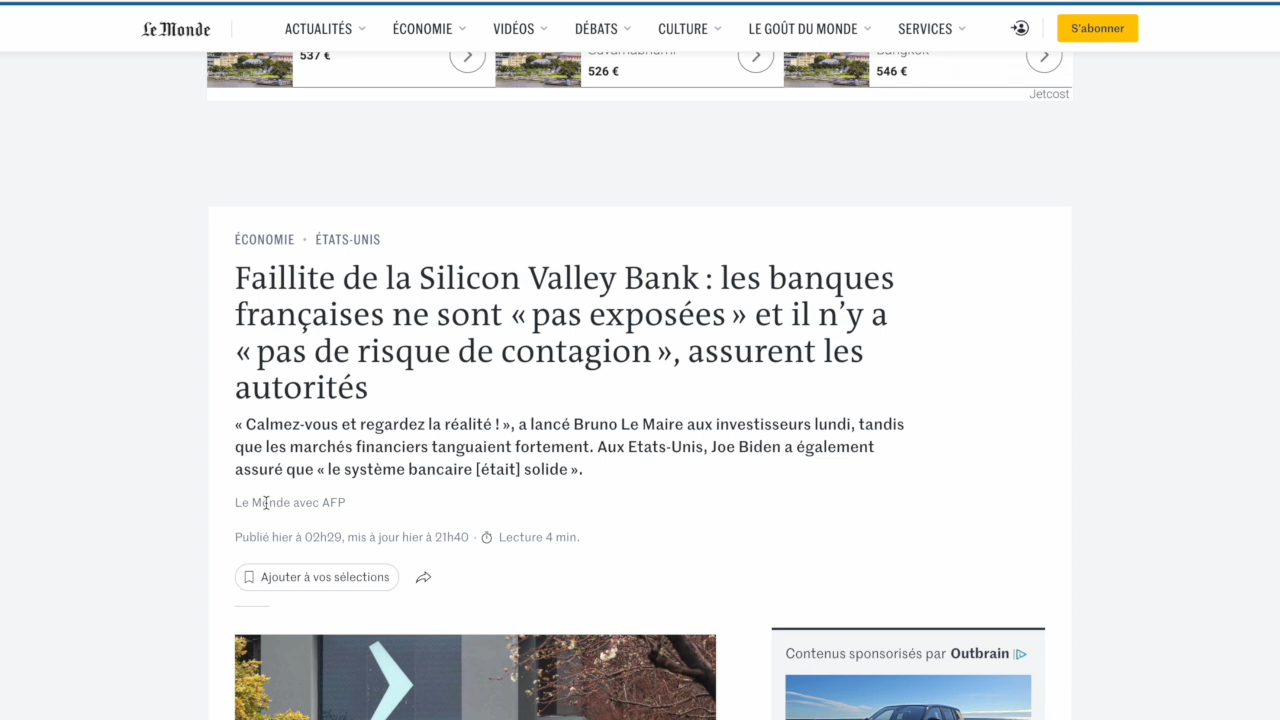 Le Monde
ACTUALITÉS
ÉCONOMIE
VIDÉOS
DÉBATS
CULTURE
LE GOÛT DU MONDE
SERVICES
S'abonner
537 €
526 €
Bangkok
546 €
Jetcost
ÉCONOMIE • ÉTATS-UNIS
Faillite de la Silicon Valley Bank : les banques
françaises ne sont « pas exposées » et il n’y a
« pas de risque de contagion », assurent les
autorités
« Calmez-vous et regardez la réalité ! », a lancé Bruno Le Maire aux investisseurs lundi, tandis
que les marchés financiers tanguaient fortement. Aux Etats-Unis, Joe Biden a également
assuré que « le système bancaire [était] solide ».
Le Monde avec AFP
Publié hier à 02h29, mis à jour hier à 21h40 · Lecture 4 min.
Ajouter à vos sélections
Contenus sponsorisés par Outbrain